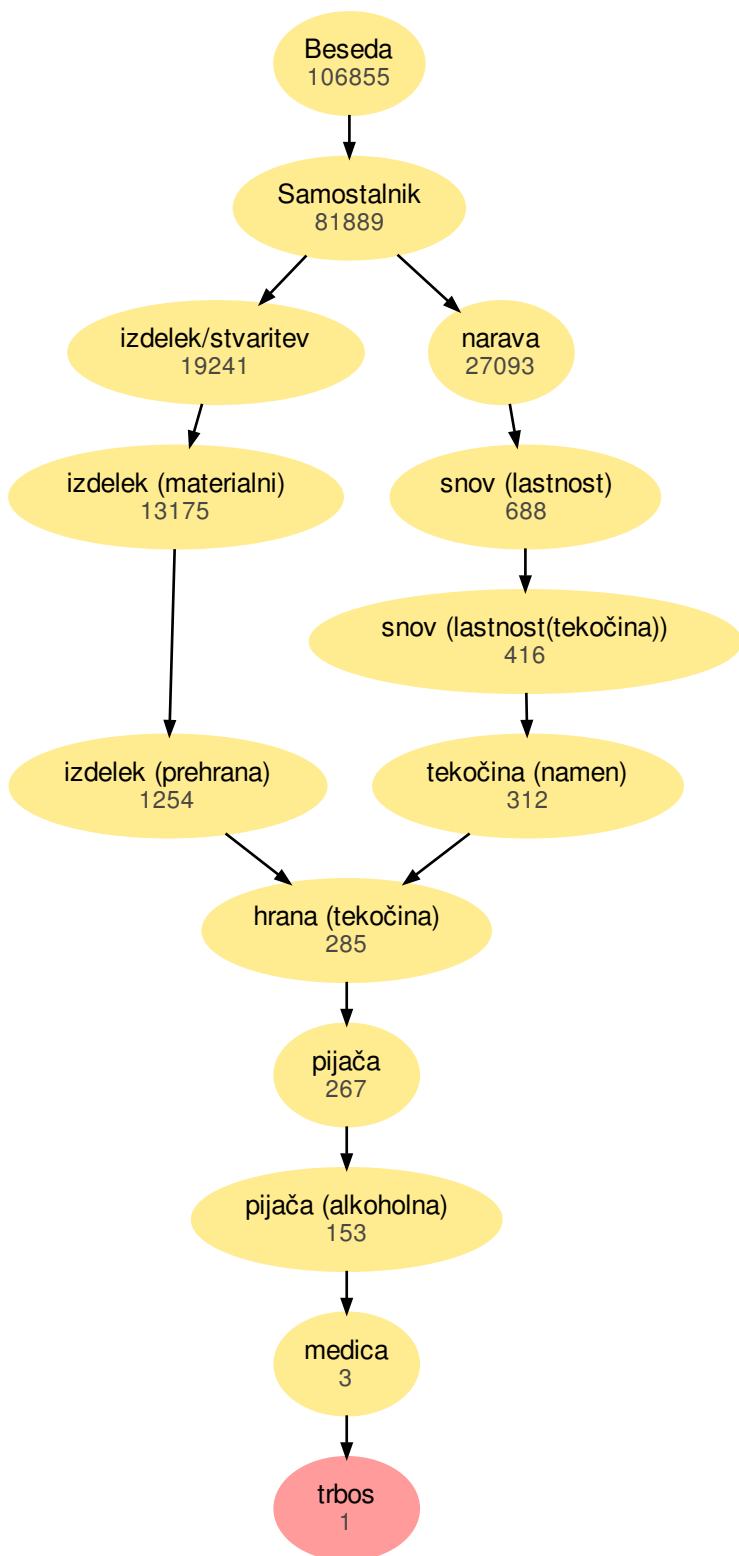 Beseda
106855
Samostalnik
81889
izdelek/stvaritev
19241
narava
27093
izdelek (materialni)
13175
snov (lastnost)
688
snov (lastnost(tekočina))
416
izdelek (prehrana)
1254
tekočina (namen)
312
hrana (tekočina)
285
pijača
267
pijača (alkoholna)
153
medica
3
trbos
1